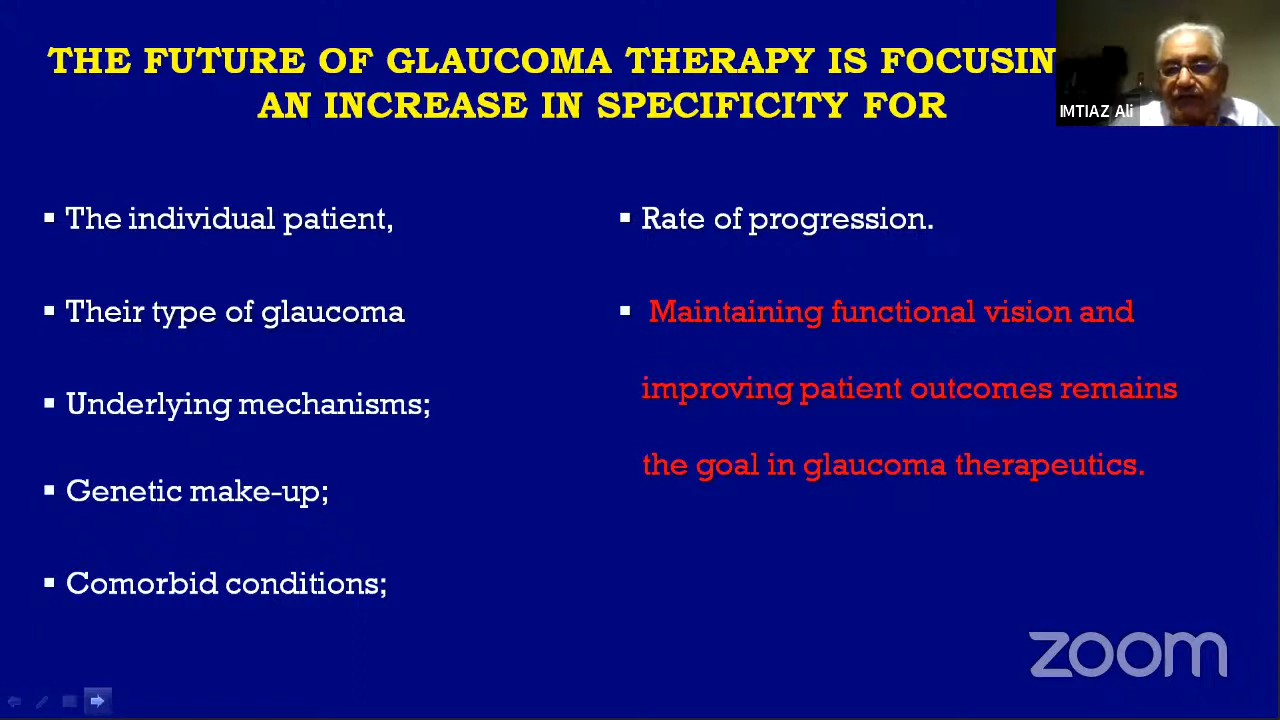 THE FUTURE OF GLAUCOMA THERAPY IS
AN INCREASE IN SPECIFICITY FOR
IMTIAZ Ali
▪ The individual patient,
▪ Their type of glaucoma
▪ Underlying mechanisms;
▪ Genetic make-up;
▪ Comorbid conditions;
▪ Rate of progression.
▪ Maintaining functional vision and
improving patient outcomes remains
the goal in glaucoma therapeutics.
zoom